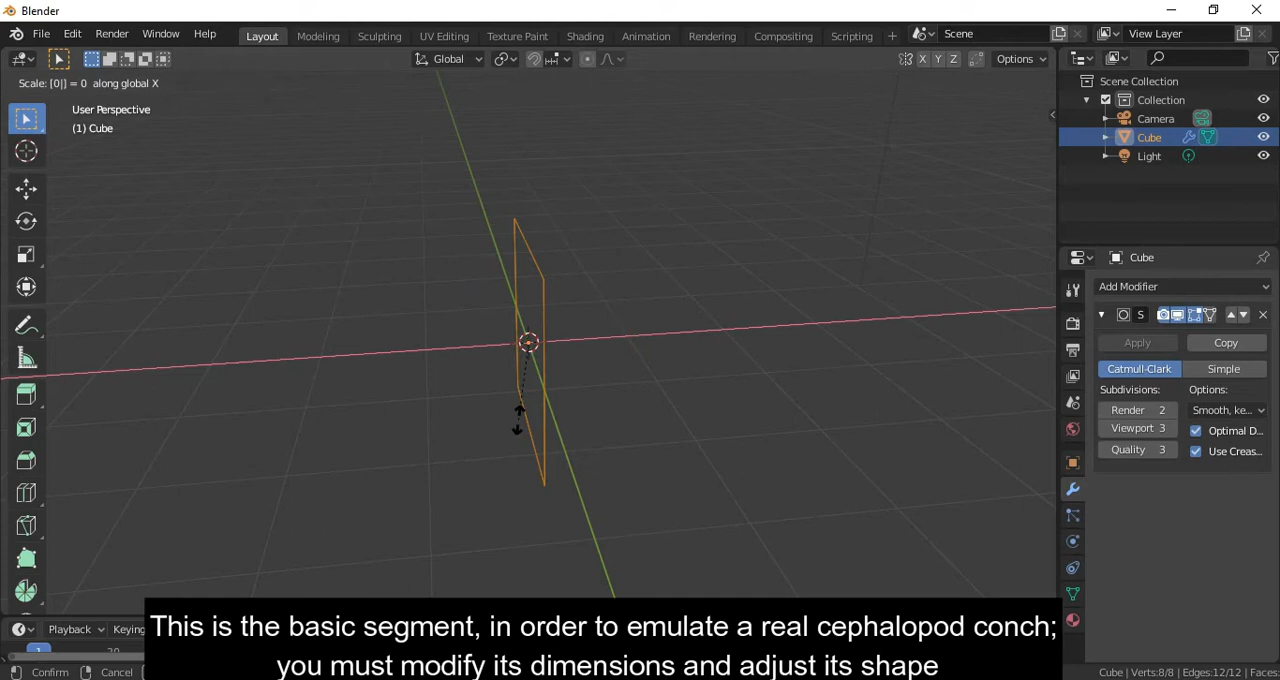 Blender
File Edit Render Window Help Layout Modeling Sculpting UV Editing Texture Paint Shading Animation Rendering Compositing Scripting + Scene View Layer
Global X Y Z Options
Scale: [0|] = 0 along global X
User Perspective
(1) Cube
Scene Collection
Collection
Camera
Cube
Light
Cube
Add Modifier
S
Apply Copy
Catmull-Clark Simple
Subdivisions: Options:
Render 2 Smooth, ke...
Viewport 3 Optimal D...
Quality 3 Use Creas...
This is the basic segment, in order to emulate a real cephalopod conch;
you must modify its dimensions and adjust its shape
Playback Keying
1 20
Confirm Cancel Cube | Verts:8/8 | Edges:12/12 | Faces: